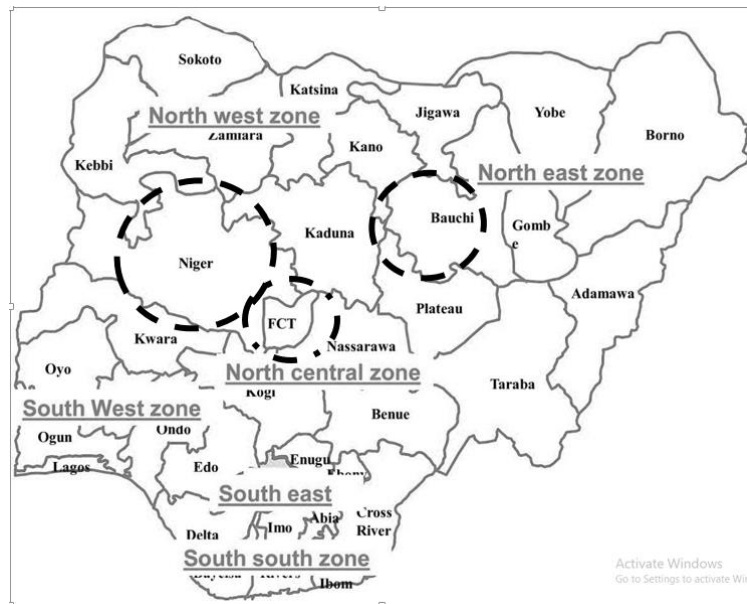 Sokoto
Katsina
Jigawa
Yobe
Borno
North west zone
Zamfara
Kano
Kebbi
North east zone
Bauchi
Gomb
e
Kaduna
Niger
Adamawa
Plateau
FCT
Kwara
Nassarawa
Oyo
North central zone
Kogi
Taraba
South West zone
Benue
Ogun
Ondo
Lagos
Edo
Enugu
Ebony
South east
Abia
Cross
River
Imo
Delta
South south zone
Bayelsa
Rivers
Ibom
Activate Windows
Go to Settings to activate Win